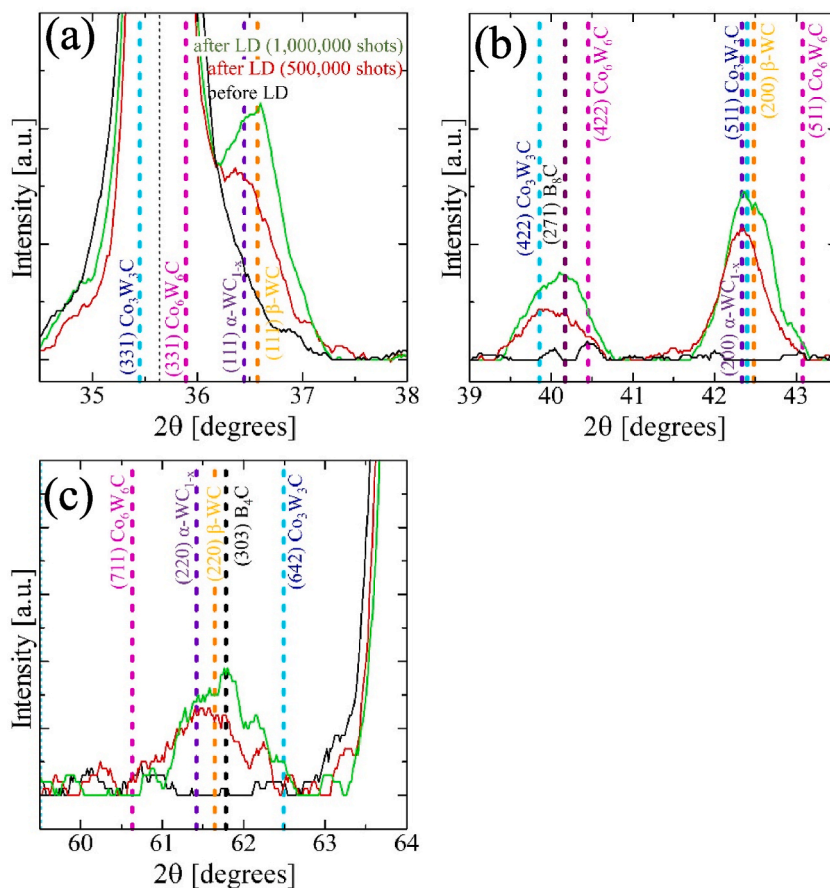 (a)
after LD (1,000,000 shots)
after LD (500,000 shots)
before LD
(331) Co₃W₃C
(331) Co₆W₆C
(111) α-WC₁₋ₓ
(111) β-WC
Intensity [a.u.]
35 36 37 38
2θ [degrees]
(b)
(422) Co₃W₃C
(271) B₈C
(422) Co₆W₆C
(511) Co₃W₃C
(200) α-WC₁₋ₓ
(200) β-WC
(511) Co₆W₆C
Intensity [a.u.]
39 40 41 42 43
2θ [degrees]
(c)
(711) Co₆W₆C
(220) α-WC₁₋ₓ
(220) β-WC
(303) B₄C
(642) Co₃W₃C
Intensity [a.u.]
60 61 62 63 64
2θ [degrees]